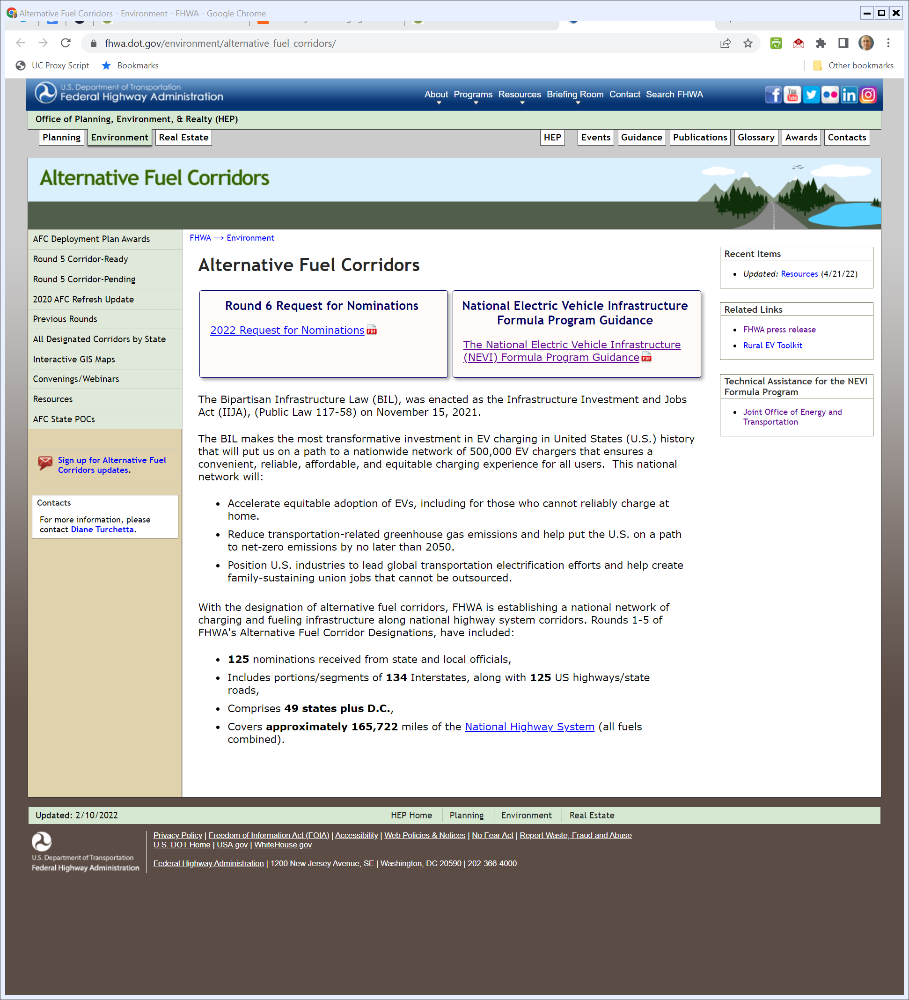 Alternative Fuel Corridors - Environment - FHWA - Google Chrome
fhwa.dot.gov/environment/alternative_fuel_corridors/
UC Proxy Script Bookmarks Other bookmarks
U.S. Department of Transportation
Federal Highway Administration
About Programs Resources Briefing Room Contact Search FHWA
Office of Planning, Environment, & Realty (HEP)
Planning Environment Real Estate HEP Events Guidance Publications Glossary Awards Contacts
Alternative Fuel Corridors
AFC Deployment Plan Awards
Round 5 Corridor-Ready
Round 5 Corridor-Pending
2020 AFC Refresh Update
Previous Rounds
All Designated Corridors by State
Interactive GIS Maps
Convenings/Webinars
Resources
AFC State POCs
Sign up for Alternative Fuel
Corridors updates.
Contacts
For more information, please
contact Diane Turchetta.
FHWA → Environment
Alternative Fuel Corridors
Round 6 Request for Nominations
2022 Request for Nominations PDF
National Electric Vehicle Infrastructure
Formula Program Guidance
The National Electric Vehicle Infrastructure
(NEVI) Formula Program Guidance PDF
The Bipartisan Infrastructure Law (BIL), was enacted as the Infrastructure Investment and Jobs
Act (IIJA), (Public Law 117-58) on November 15, 2021.
The BIL makes the most transformative investment in EV charging in United States (U.S.) history
that will put us on a path to a nationwide network of 500,000 EV chargers that ensures a
convenient, reliable, affordable, and equitable charging experience for all users.  This national
network will:
• Accelerate equitable adoption of EVs, including for those who cannot reliably charge at
home.
• Reduce transportation-related greenhouse gas emissions and help put the U.S. on a path
to net-zero emissions by no later than 2050.
• Position U.S. industries to lead global transportation electrification efforts and help create
family-sustaining union jobs that cannot be outsourced.
With the designation of alternative fuel corridors, FHWA is establishing a national network of
charging and fueling infrastructure along national highway system corridors. Rounds 1-5 of
FHWA's Alternative Fuel Corridor Designations, have included:
• 125 nominations received from state and local officials,
• Includes portions/segments of 134 Interstates, along with 125 US highways/state
roads,
• Comprises 49 states plus D.C.,
• Covers approximately 165,722 miles of the National Highway System (all fuels
combined).
Recent Items
• Updated: Resources (4/21/22)
Related Links
• FHWA press release
• Rural EV Toolkit
Technical Assistance for the NEVI
Formula Program
• Joint Office of Energy and
Transportation
Updated: 2/10/2022 HEP Home Planning Environment Real Estate
U.S. Department of Transportation
Federal Highway Administration
Privacy Policy | Freedom of Information Act (FOIA) | Accessibility | Web Policies & Notices | No Fear Act | Report Waste, Fraud and Abuse
U.S. DOT Home | USA.gov | WhiteHouse.gov
Federal Highway Administration | 1200 New Jersey Avenue, SE | Washington, DC 20590 | 202-366-4000